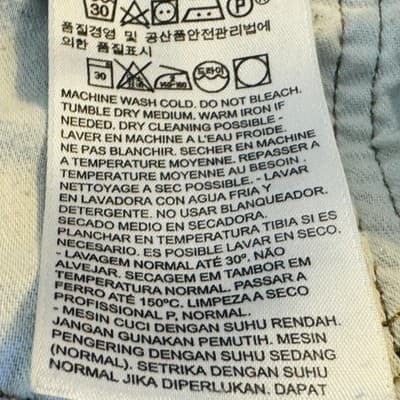 30 P
품질경영 및 공산품안전관리법에
의한 품질표시
30 드라이
MACHINE WASH COLD. DO NOT BLEACH.
TUMBLE DRY MEDIUM. WARM IRON IF
NEEDED. DRY CLEANING POSSIBLE -
LAVER EN MACHINE A L'EAU FROIDE.
NE PAS BLANCHIR. SECHER EN MACHINE
A TEMPERATURE MOYENNE. REPASSER A
TEMPERATURE MOYENNE AU BESOIN.
NETTOYAGE A SEC POSSIBLE. - LAVAR
EN LAVADORA CON AGUA FRIA Y
DETERGENTE. NO USAR BLANQUEADOR.
SECADO MEDIO EN SECADORA.
PLANCHAR EN TEMPERATURA TIBIA SI ES
NECESARIO. ES POSIBLE LAVAR EN SECO.
- LAVAGEM NORMAL ATÉ 30º. NÃO
ALVEJAR. SECAGEM EM TAMBOR EM
TEMPERATURA NORMAL. PASSAR A
FERRO ATÉ 150ºC. LIMPEZA A SECO
PROFISSIONAL P, NORMAL.
- MESIN CUCI DENGAN SUHU RENDAH.
JANGAN GUNAKAN PEMUTIH. MESIN
PENGERING DENGAN SUHU SEDANG
(NORMAL). SETRIKA DENGAN SUHU
NORMAL JIKA DIPERLUKAN. DAPAT